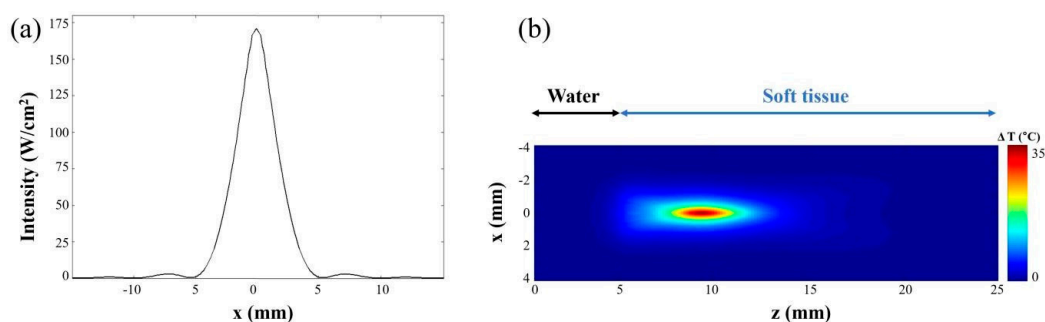 (a)
Intensity (W/cm²)
175
150
125
100
75
50
25
0
-10
-5
0
5
10
x (mm)
(b)
Water
Soft tissue
Δ T (°C)
35
0
x (mm)
-4
-2
0
2
4
0
5
10
15
20
25
z (mm)